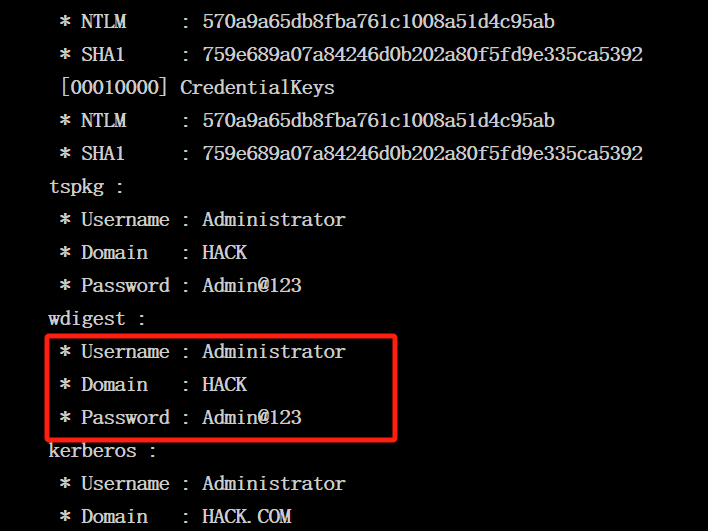 * NTLM : 570a9a65db8fba761c1008a51d4c95ab
* SHA1 : 759e689a07a84246d0b202a80f5fd9e335ca5392
[00010000] CredentialKeys
* NTLM : 570a9a65db8fba761c1008a51d4c95ab
* SHA1 : 759e689a07a84246d0b202a80f5fd9e335ca5392
tspkg :
* Username : Administrator
* Domain : HACK
* Password : Admin@123
wdigest :
* Username : Administrator
* Domain : HACK
* Password : Admin@123
kerberos :
* Username : Administrator
* Domain : HACK.COM